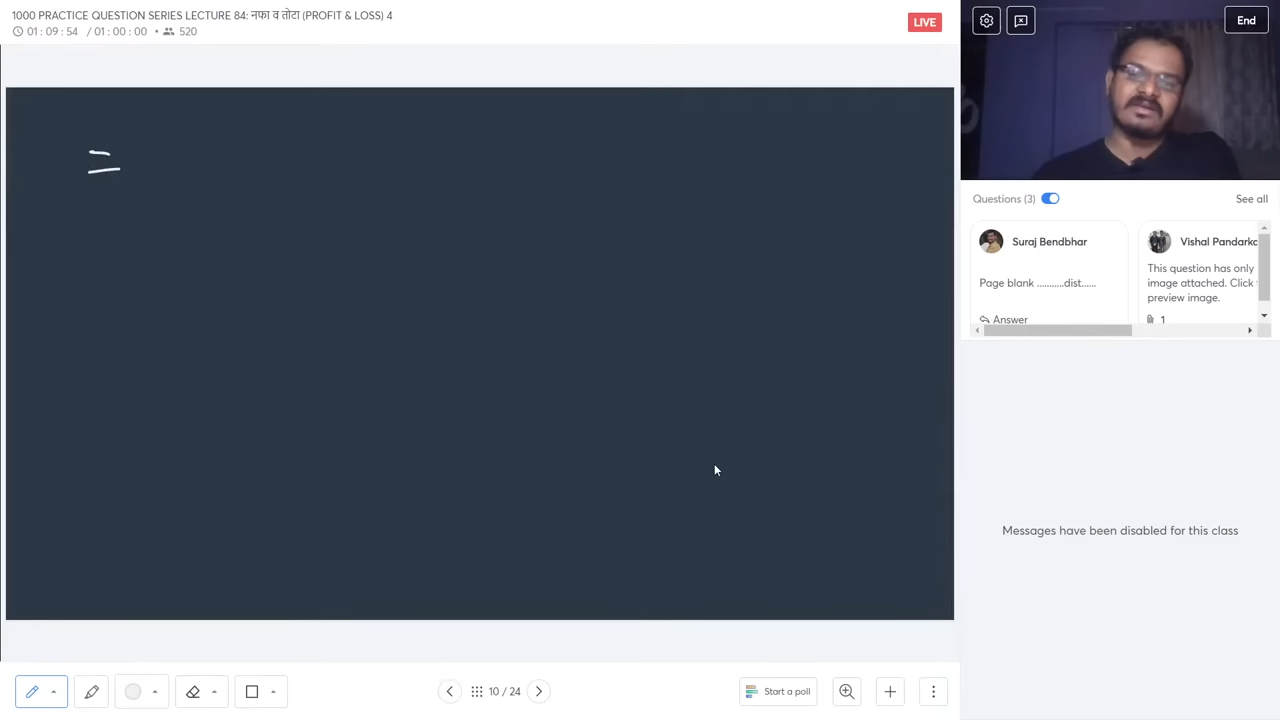 1000 PRACTICE QUESTION SERIES LECTURE 84: नफा व तोटा (PROFIT & LOSS) 4
01 : 09 : 54 / 01 : 00 : 00 • 520
LIVE
End
Questions (3)
See all
Suraj Bendbhar
Page blank ...........dist......
Answer
Vishal Pandarka
This question has only
image attached. Click
preview image.
1
=
Messages have been disabled for this class
10 / 24
Start a poll